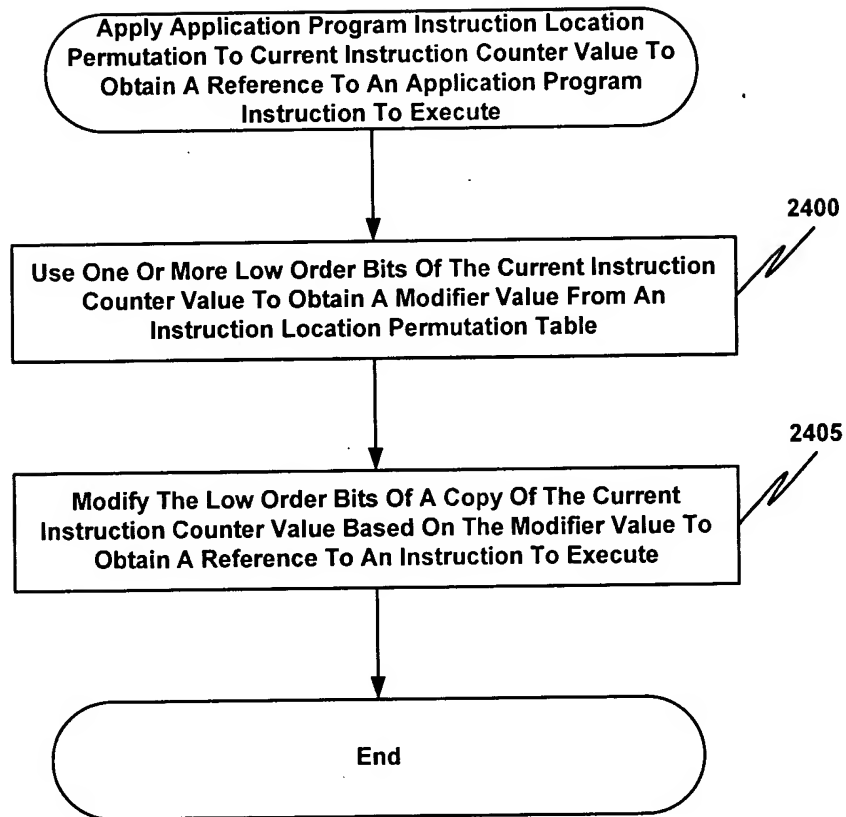 Apply Application Program Instruction Location
Permutation To Current Instruction Counter Value To
Obtain A Reference To An Application Program
Instruction To Execute
2400
Use One Or More Low Order Bits Of The Current Instruction
Counter Value To Obtain A Modifier Value From An
Instruction Location Permutation Table
2405
Modify The Low Order Bits Of A Copy Of The Current
Instruction Counter Value Based On The Modifier Value To
Obtain A Reference To An Instruction To Execute
End